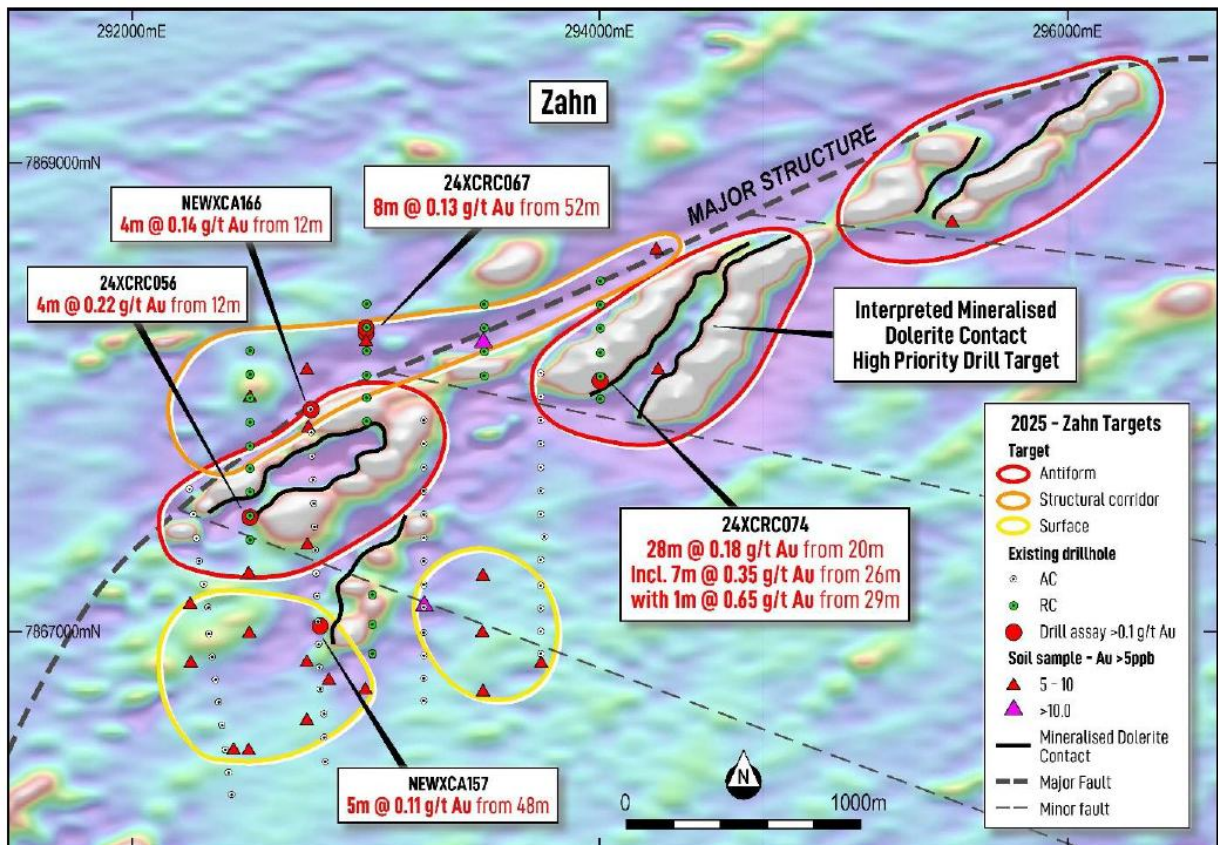 292000mE
294000mE
296000mE
Zahn
7869000mN
MAJOR STRUCTURE
24XCRC067
8m @ 0.13 g/t Au from 52m
NEWXCA166
4m @ 0.14 g/t Au from 12m
24XCRC056
4m @ 0.22 g/t Au from 12m
Interpreted Mineralised
Dolerite Contact
High Priority Drill Target
24XCRC074
28m @ 0.18 g/t Au from 20m
Incl. 7m @ 0.35 g/t Au from 26m
with 1m @ 0.65 g/t Au from 29m
7867000mN
NEWXCA157
5m @ 0.11 g/t Au from 48m
N
0
1000m
2025 - Zahn Targets
Target
Antiform
Structural corridor
Surface
Existing drillhole
AC
RC
Drill assay >0.1 g/t Au
Soil sample - Au >5ppb
5 - 10
>10.0
Mineralised Dolerite
Contact
Major Fault
Minor fault